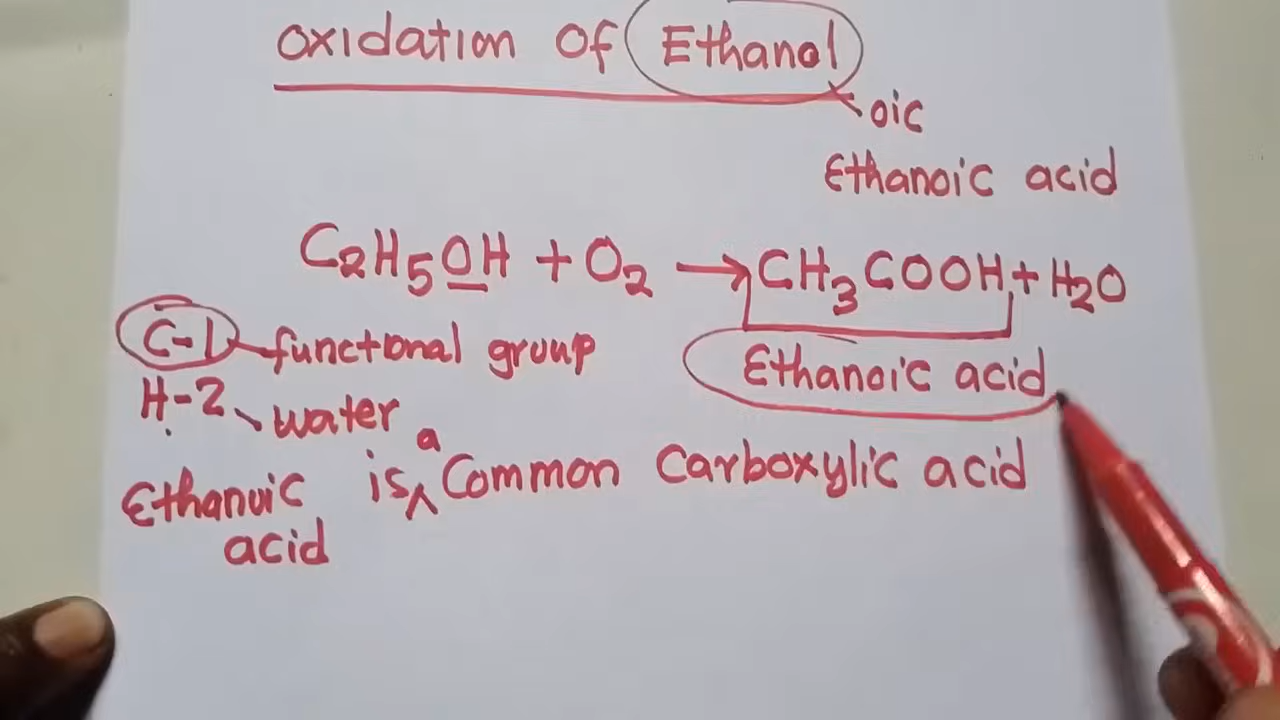 oxidation of Ethanol
oic
Ethanoic acid
C2H5OH + O2 → CH3COOH + H2O
C-1 functional group
Ethanoic acid
H-2 water
Ethanoic acid is a Common Carboxylic acid